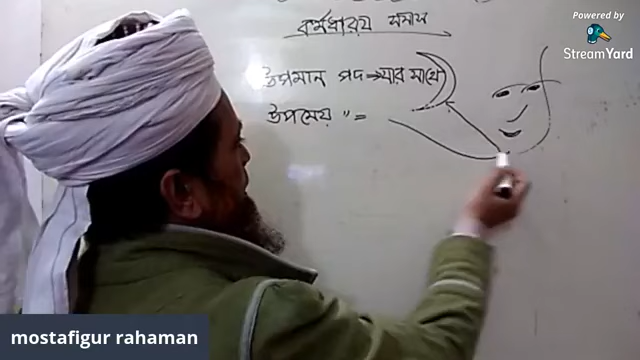 কর্মধারয় সমাস
উপমান পদ → যার সাথে
উপমেয় " =
Powered by
StreamYard
mostafigur rahaman